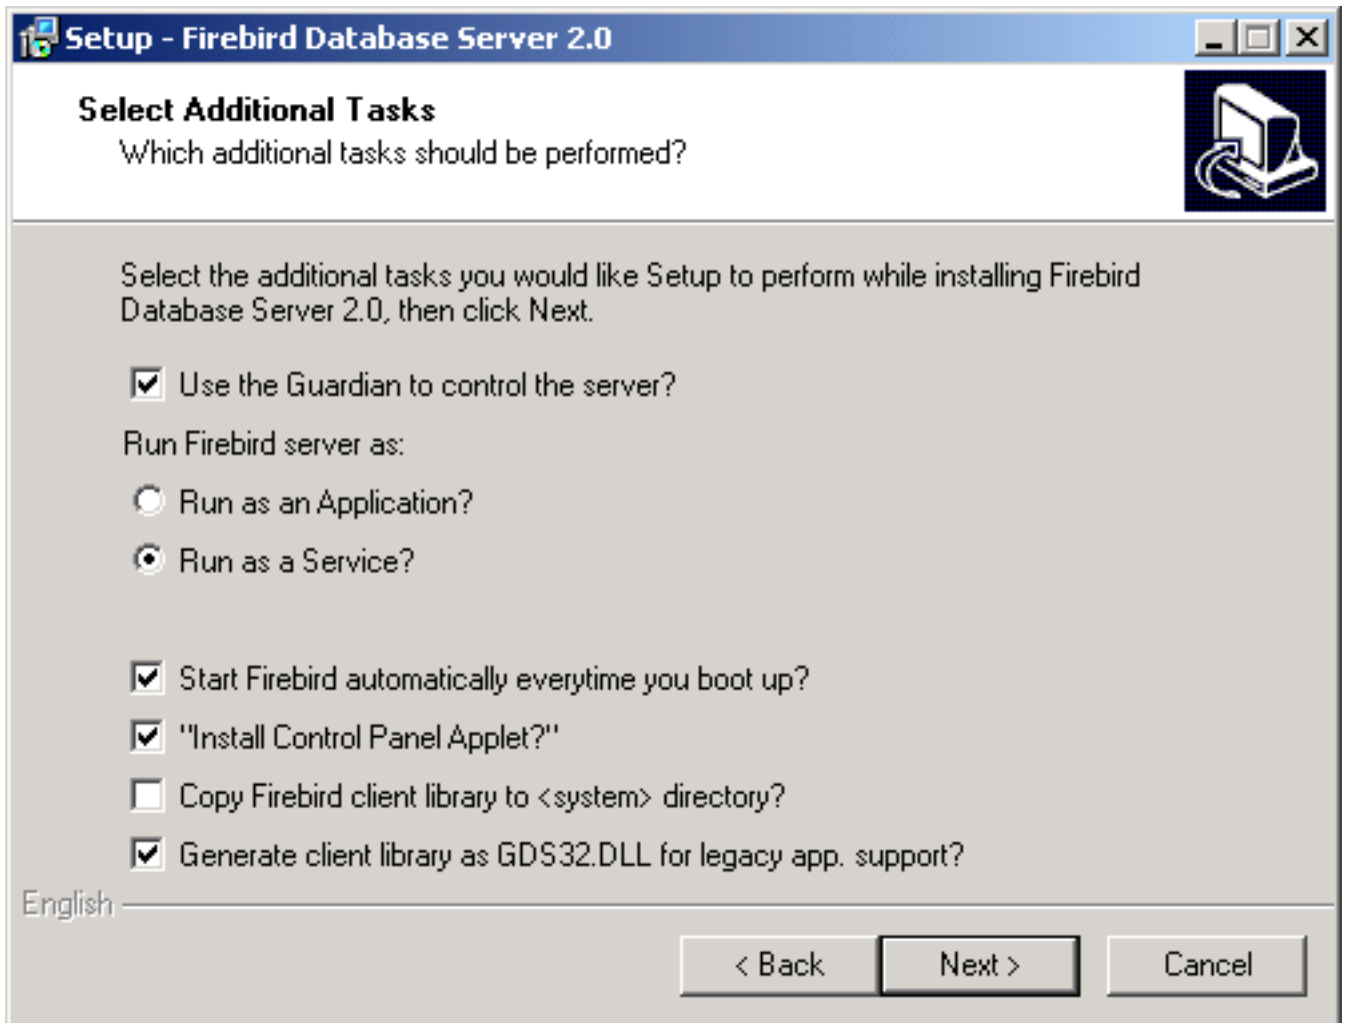 Setup - Firebird Database Server 2.0
Select Additional Tasks
Which additional tasks should be performed?
Select the additional tasks you would like Setup to perform while installing Firebird
Database Server 2.0, then click Next.
Use the Guardian to control the server?
Run Firebird server as:
Run as an Application?
Run as a Service?
Start Firebird automatically everytime you boot up?
"Install Control Panel Applet?"
Copy Firebird client library to <system> directory?
Generate client library as GDS32.DLL for legacy app. support?
English
< Back
Next >
Cancel